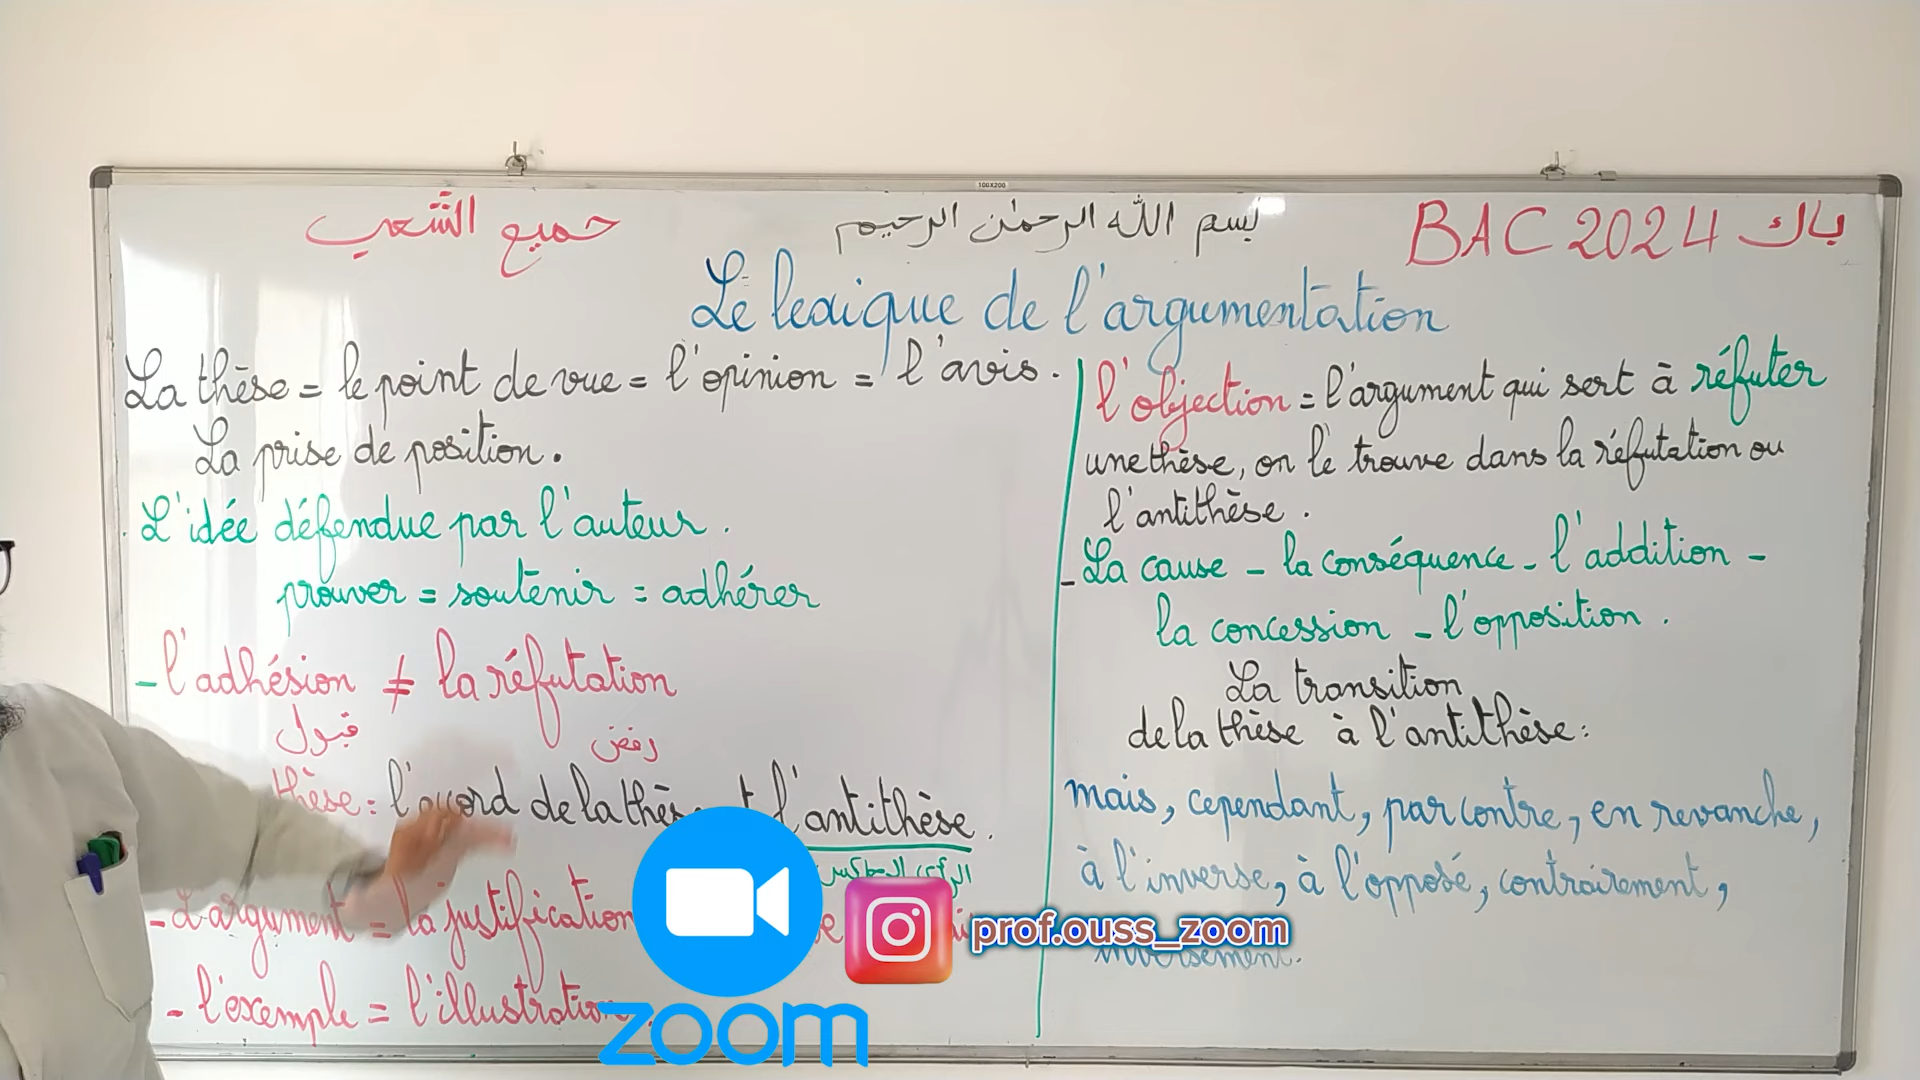 جميع الشعب
بسم الله الرحمن الرحيم
BAC 2024 باك
100X200
Le lexique de l'argumentation
La thèse = le point de vue = l'opinion = l'avis.
La prise de position.
. L'idée défendue par l'auteur.
prouver = soutenir = adhérer
- l'adhésion ≠ la réfutation
قبول رفض
thèse : l'accord de la l'antithèse.
- L'argument = la justification
- l'exemple = l'illustration
l'objection = l'argument qui sert à réfuter
une thèse, on le trouve dans la réfutation ou
l'antithèse.
- La cause - la conséquence - l'addition -
la concession - l'opposition.
La transition
de la thèse à l'antithèse :
mais, cependant, par contre, en revanche,
à l'inverse, à l'opposé, contrairement,
inversement.
prof.ouss_zoom
zoom